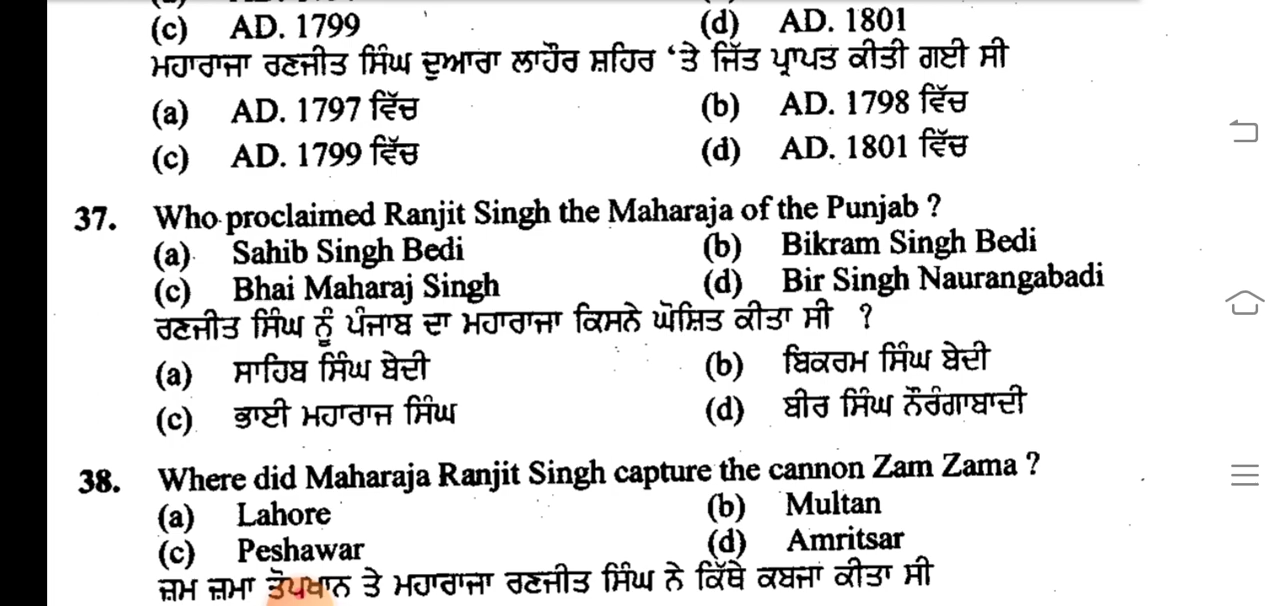 (c) AD. 1799 (d) AD. 1801
ਮਹਾਰਾਜਾ ਰਣਜੀਤ ਸਿੰਘ ਦੁਆਰਾ ਲਾਹੌਰ ਸ਼ਹਿਰ ‘ਤੇ ਜਿੱਤ ਪ੍ਰਾਪਤ ਕੀਤੀ ਗਈ ਸੀ
(a) AD. 1797 ਵਿੱਚ (b) AD. 1798 ਵਿੱਚ
(c) AD. 1799 ਵਿੱਚ (d) AD. 1801 ਵਿੱਚ
37. Who proclaimed Ranjit Singh the Maharaja of the Punjab ?
(a) Sahib Singh Bedi (b) Bikram Singh Bedi
(c) Bhai Maharaj Singh (d) Bir Singh Naurangabadi
ਰਣਜੀਤ ਸਿੰਘ ਨੂੰ ਪੰਜਾਬ ਦਾ ਮਹਾਰਾਜਾ ਕਿਸਨੇ ਘੋਸ਼ਿਤ ਕੀਤਾ ਸੀ ?
(a) ਸਾਹਿਬ ਸਿੰਘ ਬੇਦੀ (b) ਬਿਕਰਮ ਸਿੰਘ ਬੇਦੀ
(c) ਭਾਈ ਮਹਾਰਾਜ ਸਿੰਘ (d) ਬੀਰ ਸਿੰਘ ਨੌਰੰਗਾਬਾਦੀ
38. Where did Maharaja Ranjit Singh capture the cannon Zam Zama ?
(a) Lahore (b) Multan
(c) Peshawar (d) Amritsar
ਜ਼ਮ ਜ਼ਮਾ ਤੋਪਖਾਨ ਤੇ ਮਹਾਰਾਜਾ ਰਣਜੀਤ ਸਿੰਘ ਨੇ ਕਿੱਥੇ ਕਬਜਾ ਕੀਤਾ ਸੀ